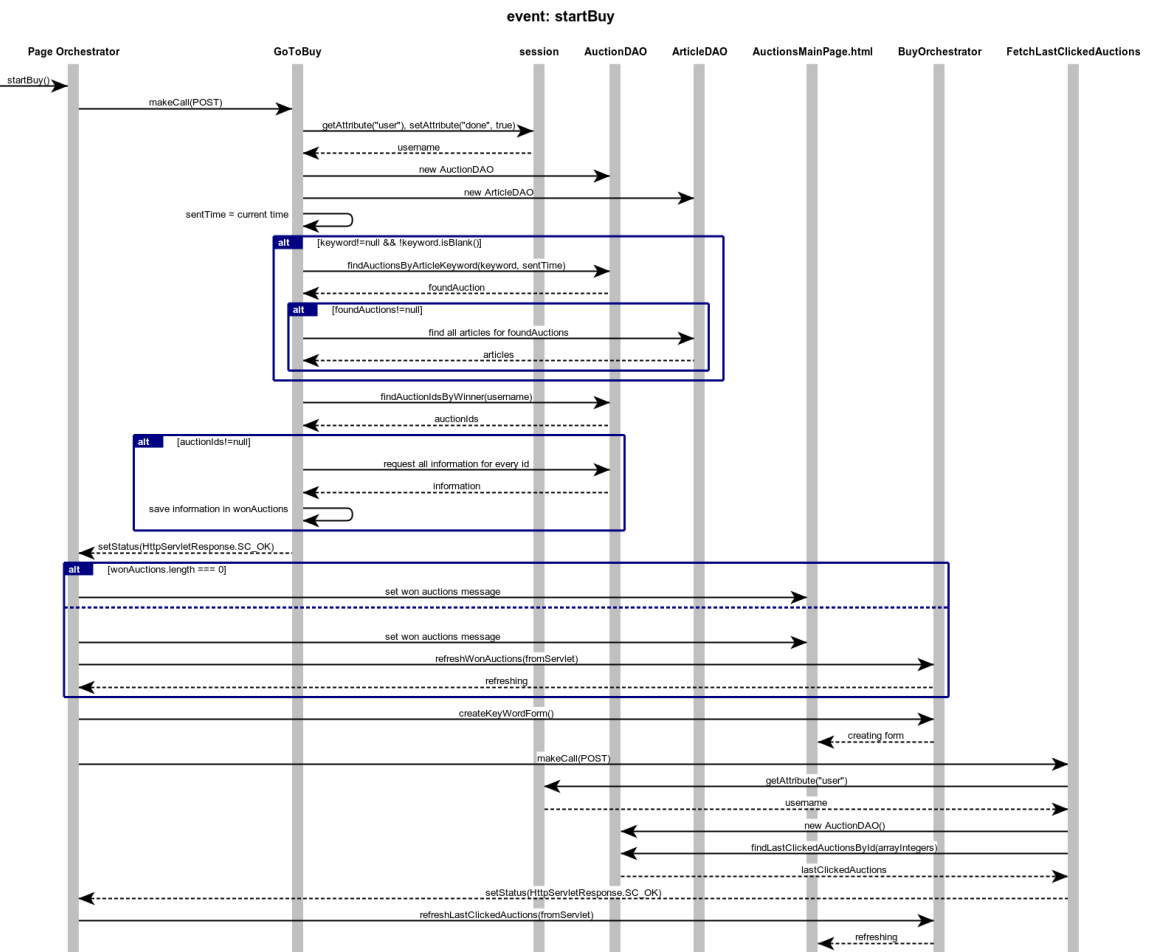 event: startBuy
Page Orchestrator GoToBuy session AuctionDAO ArticleDAO AuctionsMainPage.html BuyOrchestrator FetchLastClickedAuctions
startBuy()
makeCall(POST)
getAttribute("user"), setAttribute("done", true)
username
new AuctionDAO
new ArticleDAO
sentTime = current time
alt [keyword!=null && !keyword.isBlank()]
findAuctionsByArticleKeyword(keyword, sentTime)
foundAuction
alt [foundAuctions!=null]
find all articles for foundAuctions
articles
findAuctionIdsByWinner(username)
auctionIds
alt [auctionIds!=null]
request all information for every id
information
save information in wonAuctions
setStatus(HttpServletResponse.SC_OK)
alt [wonAuctions.length === 0]
set won auctions message
set won auctions message
refreshWonAuctions(fromServlet)
refreshing
createKeyWordForm()
creating form
makeCall(POST)
getAttribute("user")
username
new AuctionDAO()
findLastClickedAuctionsById(arrayIntegers)
lastClickedAuctions
setStatus(HttpServletResponse.SC_OK)
refreshLastClickedAuctions(fromServlet)
refreshing